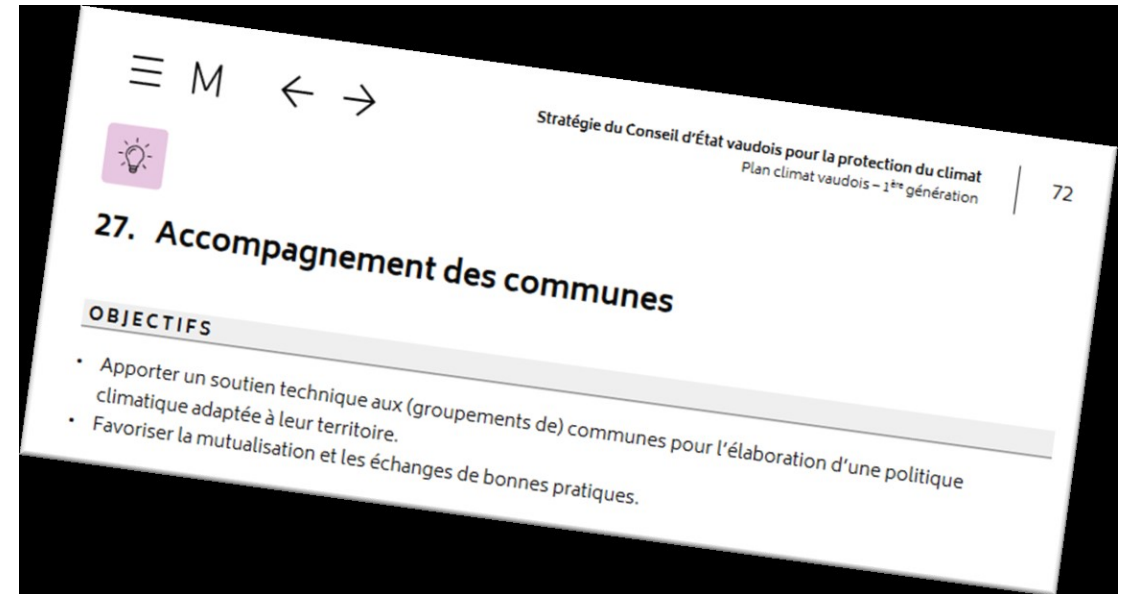 M
Stratégie du Conseil d'État vaudois pour la protection du climat
Plan climat vaudois – 1ère génération
72
27. Accompagnement des communes
OBJECTIFS
• Apporter un soutien technique aux (groupements de) communes pour l'élaboration d'une politique
climatique adaptée à leur territoire.
• Favoriser la mutualisation et les échanges de bonnes pratiques.